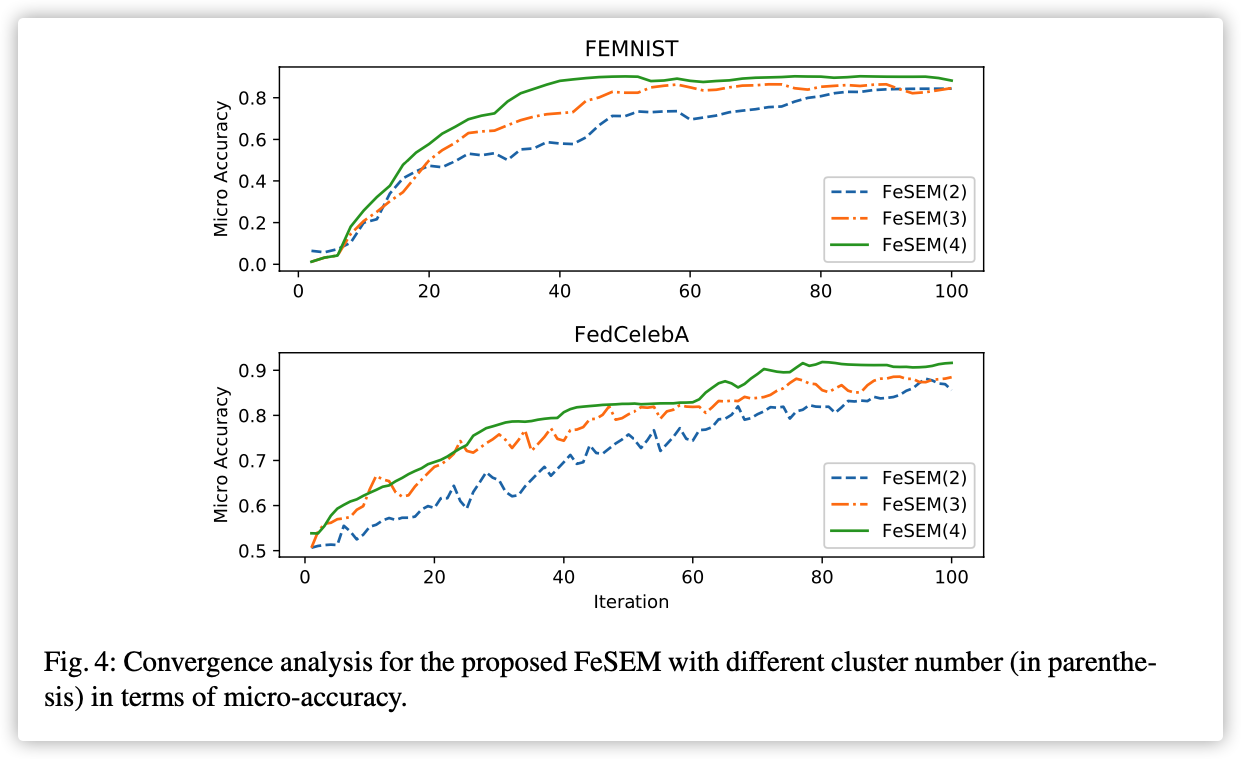 FEMNIST
Micro Accuracy
0.8
0.6
0.4
0.2
0.0
FeSEM(2)
FeSEM(3)
FeSEM(4)
0 20 40 60 80 100
FedCelebA
Micro Accuracy
0.9
0.8
0.7
0.6
0.5
FeSEM(2)
FeSEM(3)
FeSEM(4)
0 20 40 60 80 100
Iteration
Fig. 4: Convergence analysis for the proposed FeSEM with different cluster number (in parenthe-
sis) in terms of micro-accuracy.